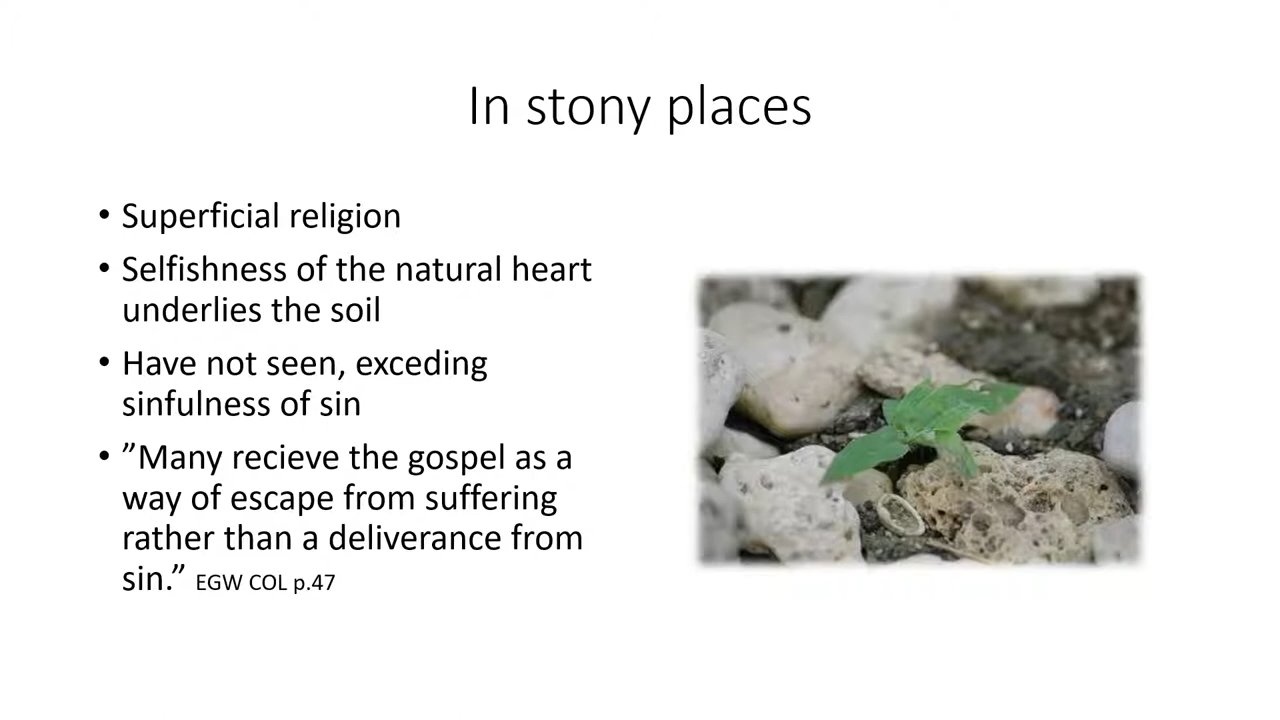 In stony places
• Superficial religion
• Selfishness of the natural heart
underlies the soil
• Have not seen, exceding
sinfulness of sin
• ”Many recieve the gospel as a
way of escape from suffering
rather than a deliverance from
sin.” EGW COL p.47